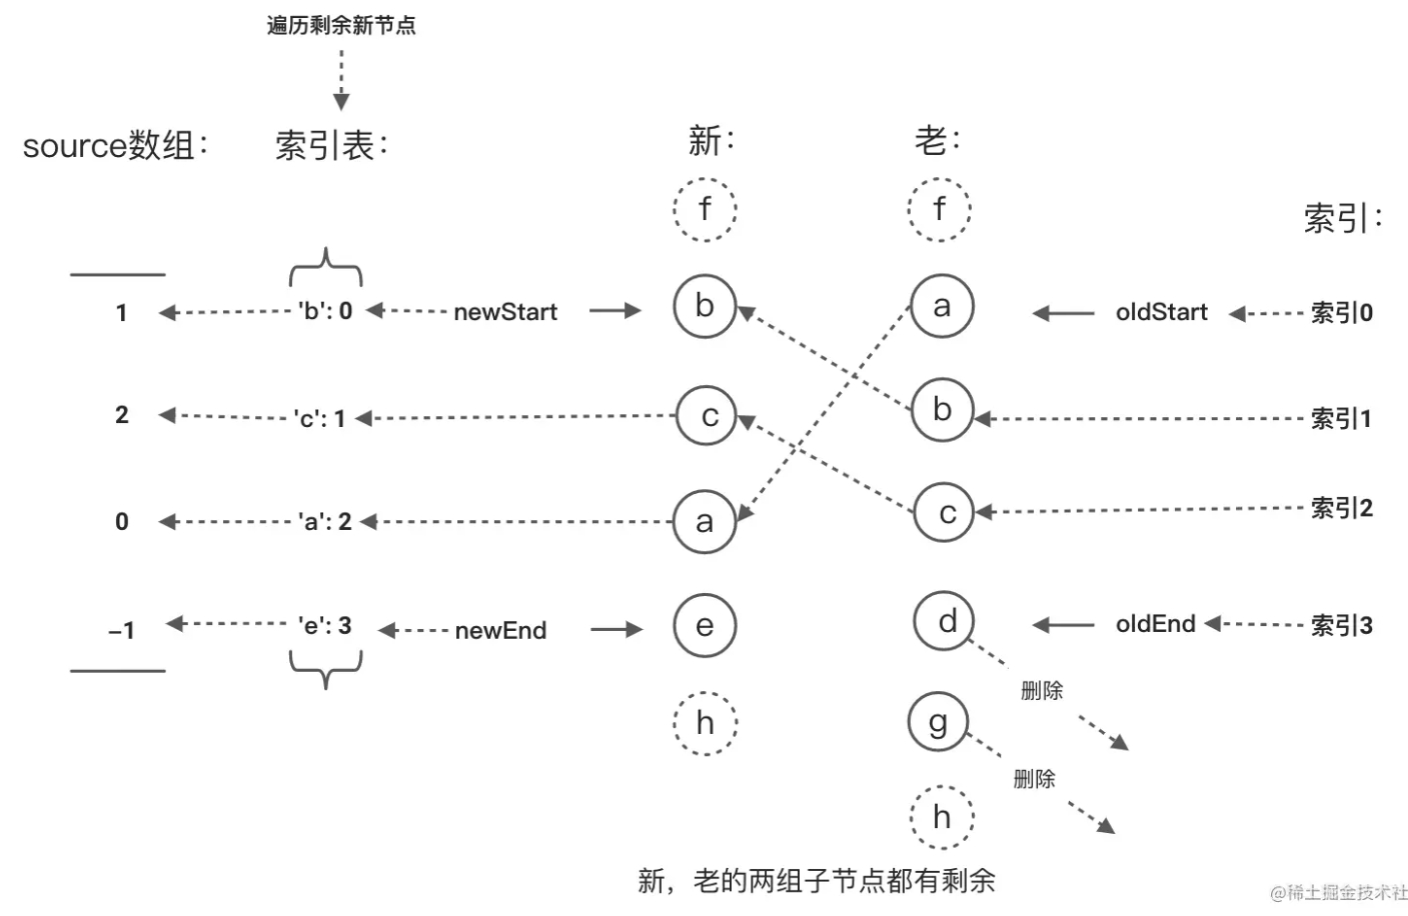 遍历剩余新节点
source数组：
索引表：
新：
老：
f
f
索引：
1
'b': 0
newStart
b
a
oldStart
索引0
2
'c': 1
c
b
索引1
0
'a': 2
a
c
索引2
–1
'e': 3
newEnd
e
d
oldEnd
索引3
删除
h
g
删除
h
新，老的两组子节点都有剩余
@稀土掘金技术社